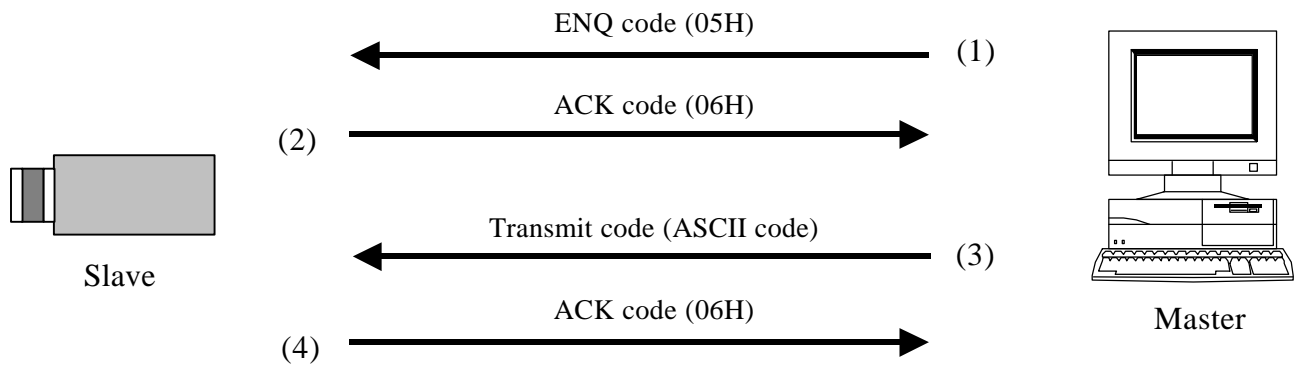 ENQ code (05H)
(1)
ACK code (06H)
(2)
Transmit code (ASCII code)
(3)
Slave
ACK code (06H)
Master
(4)